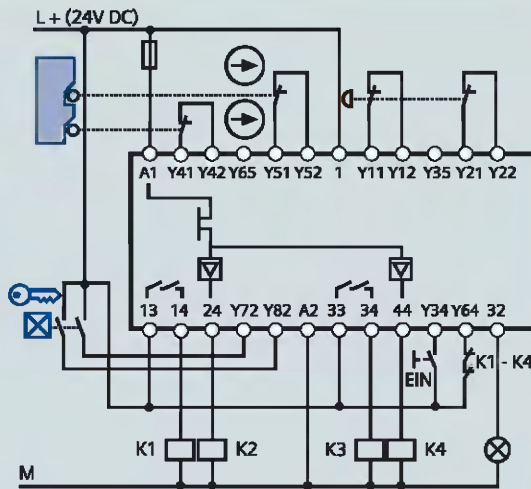 L + (24V DC)
A1 Y41 Y42 Y65 Y51 Y52 1 Y11 Y12 Y35 Y21 Y22
13 14 24 Y72 Y82 A2 33 34 44 Y34 Y64 32
EIN K1 - K4
K1 K2 K3 K4
M